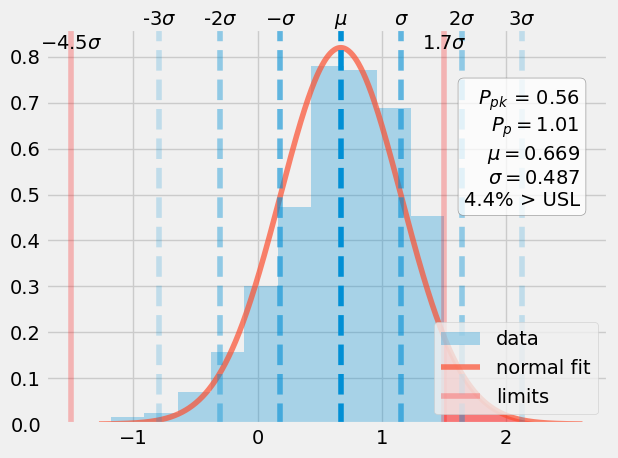 -3σ -2σ −σ μ σ 2σ 3σ
−4.5σ 1.7σ
0.8
0.7
0.6
0.5
0.4
0.3
0.2
0.1
0.0
P_{pk} = 0.56
P_p = 1.01
μ = 0.669
σ = 0.487
4.4% > USL
data
normal fit
limits
−1 0 1 2